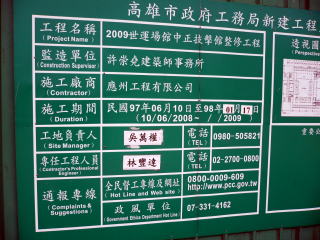 高雄市政府工務局新建工程
工程名稱 2009世運場館中正技擊館整修工程
(Project Name)
監造單位 許崇堯建築師事務所
(Construction Supervisor)
施工廠商 應州工程有限公司
(Contractor)
施工期間 民國97年06月10日至98年01月17日
(Duration) (10/06/2008~ / /2009)
工地負責人 吳萬權 電話 0980-505821
(Site Manager) (TEL)
專任工程人員 林豐達 電話 02-2700-0800
(Contractor's Professional Engineer) (TEL)
通報專線 全民督工專線及網址 0800-0009-609
(Complaints & Suggestions) (Hot Line and Web site) http://www.pcc.gov.tw
政風單位 07-331-4162
(Government Ethics Department Hot Line)
透視圖
(Perspective
重要公